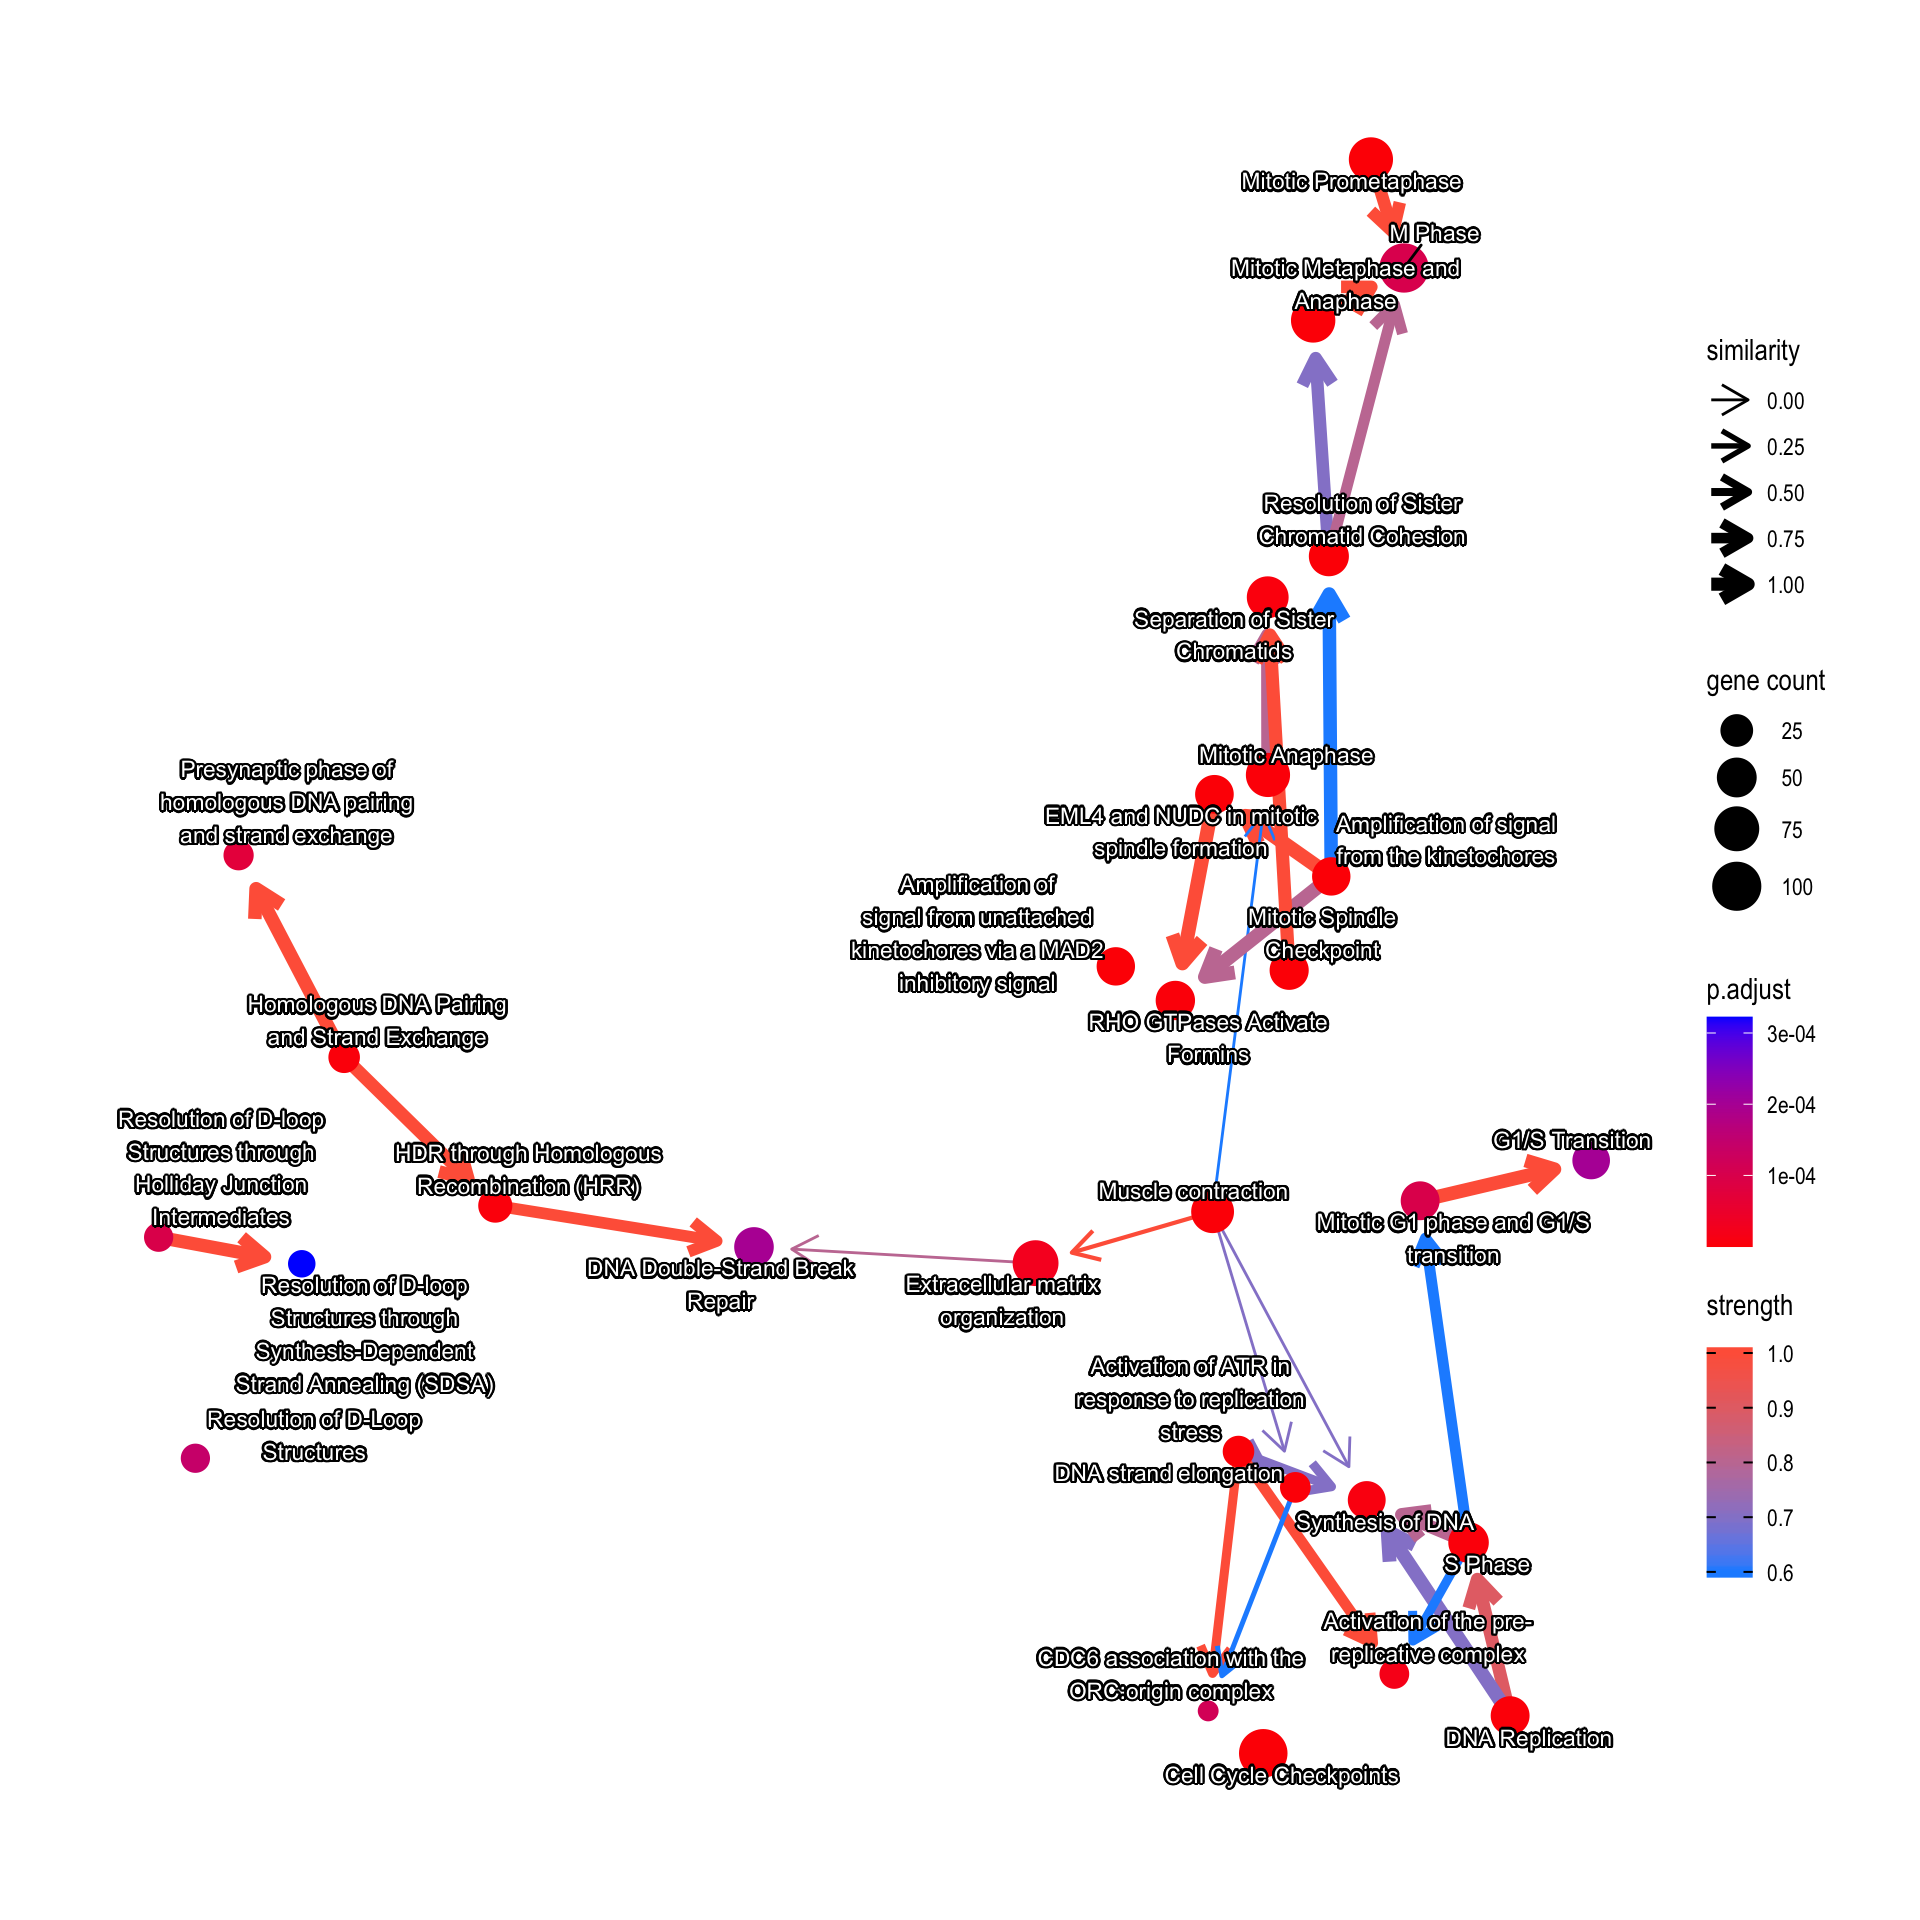 Mitotic Prometaphase
M Phase
Mitotic Metaphase and
Anaphase
Resolution of Sister
Chromatid Cohesion
Separation of Sister
Chromatids
Mitotic Anaphase
EML4 and NUDC in mitotic
spindle formation
Amplification of signal
from the kinetochores
Amplification of
signal from unattached
kinetochores via a MAD2
inhibitory signal
Mitotic Spindle
Checkpoint
RHO GTPases Activate
Formins
Presynaptic phase of
homologous DNA pairing
and strand exchange
Homologous DNA Pairing
and Strand Exchange
Resolution of D-loop
Structures through
Holliday Junction
Intermediates
HDR through Homologous
Recombination (HRR)
Resolution of D-loop
Structures through
Synthesis-Dependent
Strand Annealing (SDSA)
Resolution of D-Loop
Structures
DNA Double-Strand Break
Repair
Extracellular matrix
organization
Muscle contraction
G1/S Transition
Mitotic G1 phase and G1/S
transition
Activation of ATR in
response to replication
stress
DNA strand elongation
Synthesis of DNA
S Phase
Activation of the pre-
replicative complex
CDC6 association with the
ORC:origin complex
DNA Replication
Cell Cycle Checkpoints
similarity
0.00
0.25
0.50
0.75
1.00
gene count
25
50
75
100
p.adjust
3e-04
2e-04
1e-04
strength
1.0
0.9
0.8
0.7
0.6